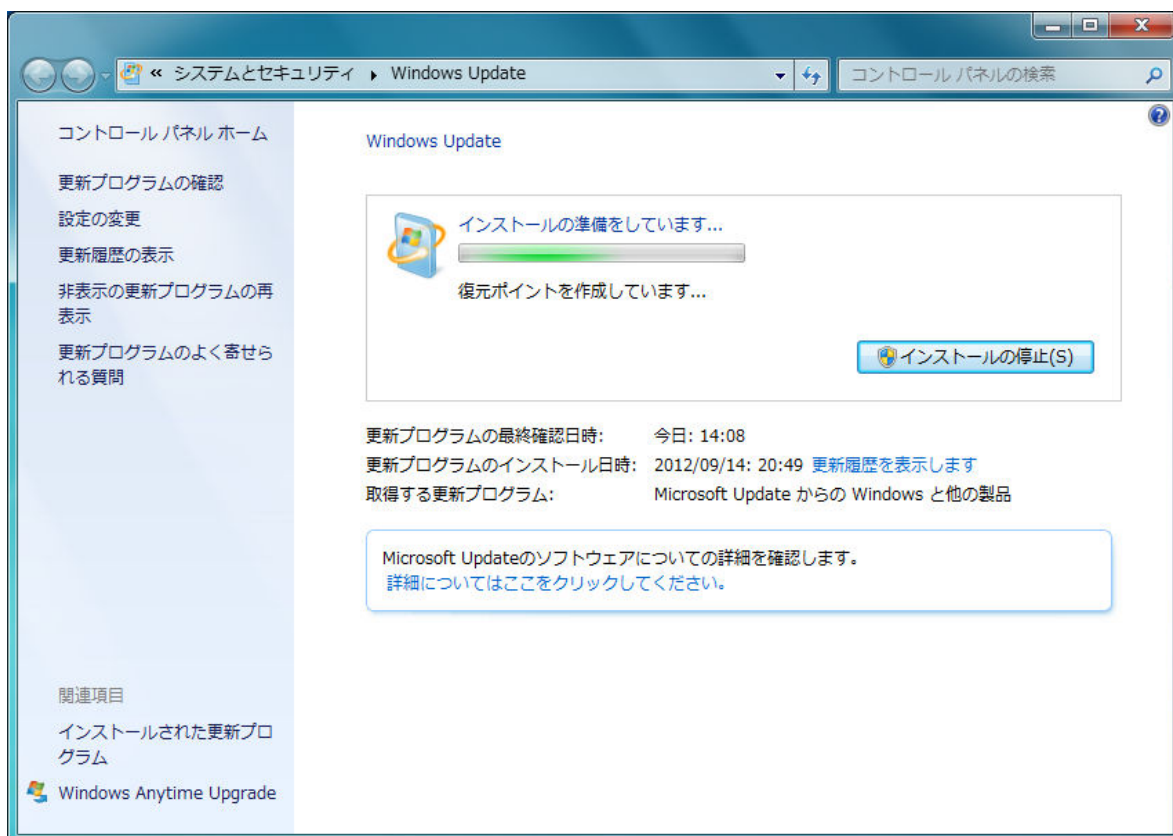 « システムとセキュリティ ▸ Windows Update
コントロール パネルの検索
コントロール パネル ホーム
更新プログラムの確認
設定の変更
更新履歴の表示
非表示の更新プログラムの再
表示
更新プログラムのよく寄せら
れる質問
関連項目
インストールされた更新プロ
グラム
Windows Anytime Upgrade
Windows Update
インストールの準備をしています...
復元ポイントを作成しています...
インストールの停止(S)
更新プログラムの最終確認日時: 今日: 14:08
更新プログラムのインストール日時: 2012/09/14: 20:49 更新履歴を表示します
取得する更新プログラム: Microsoft Update からの Windows と他の製品
Microsoft Updateのソフトウェアについての詳細を確認します。
詳細についてはここをクリックしてください。